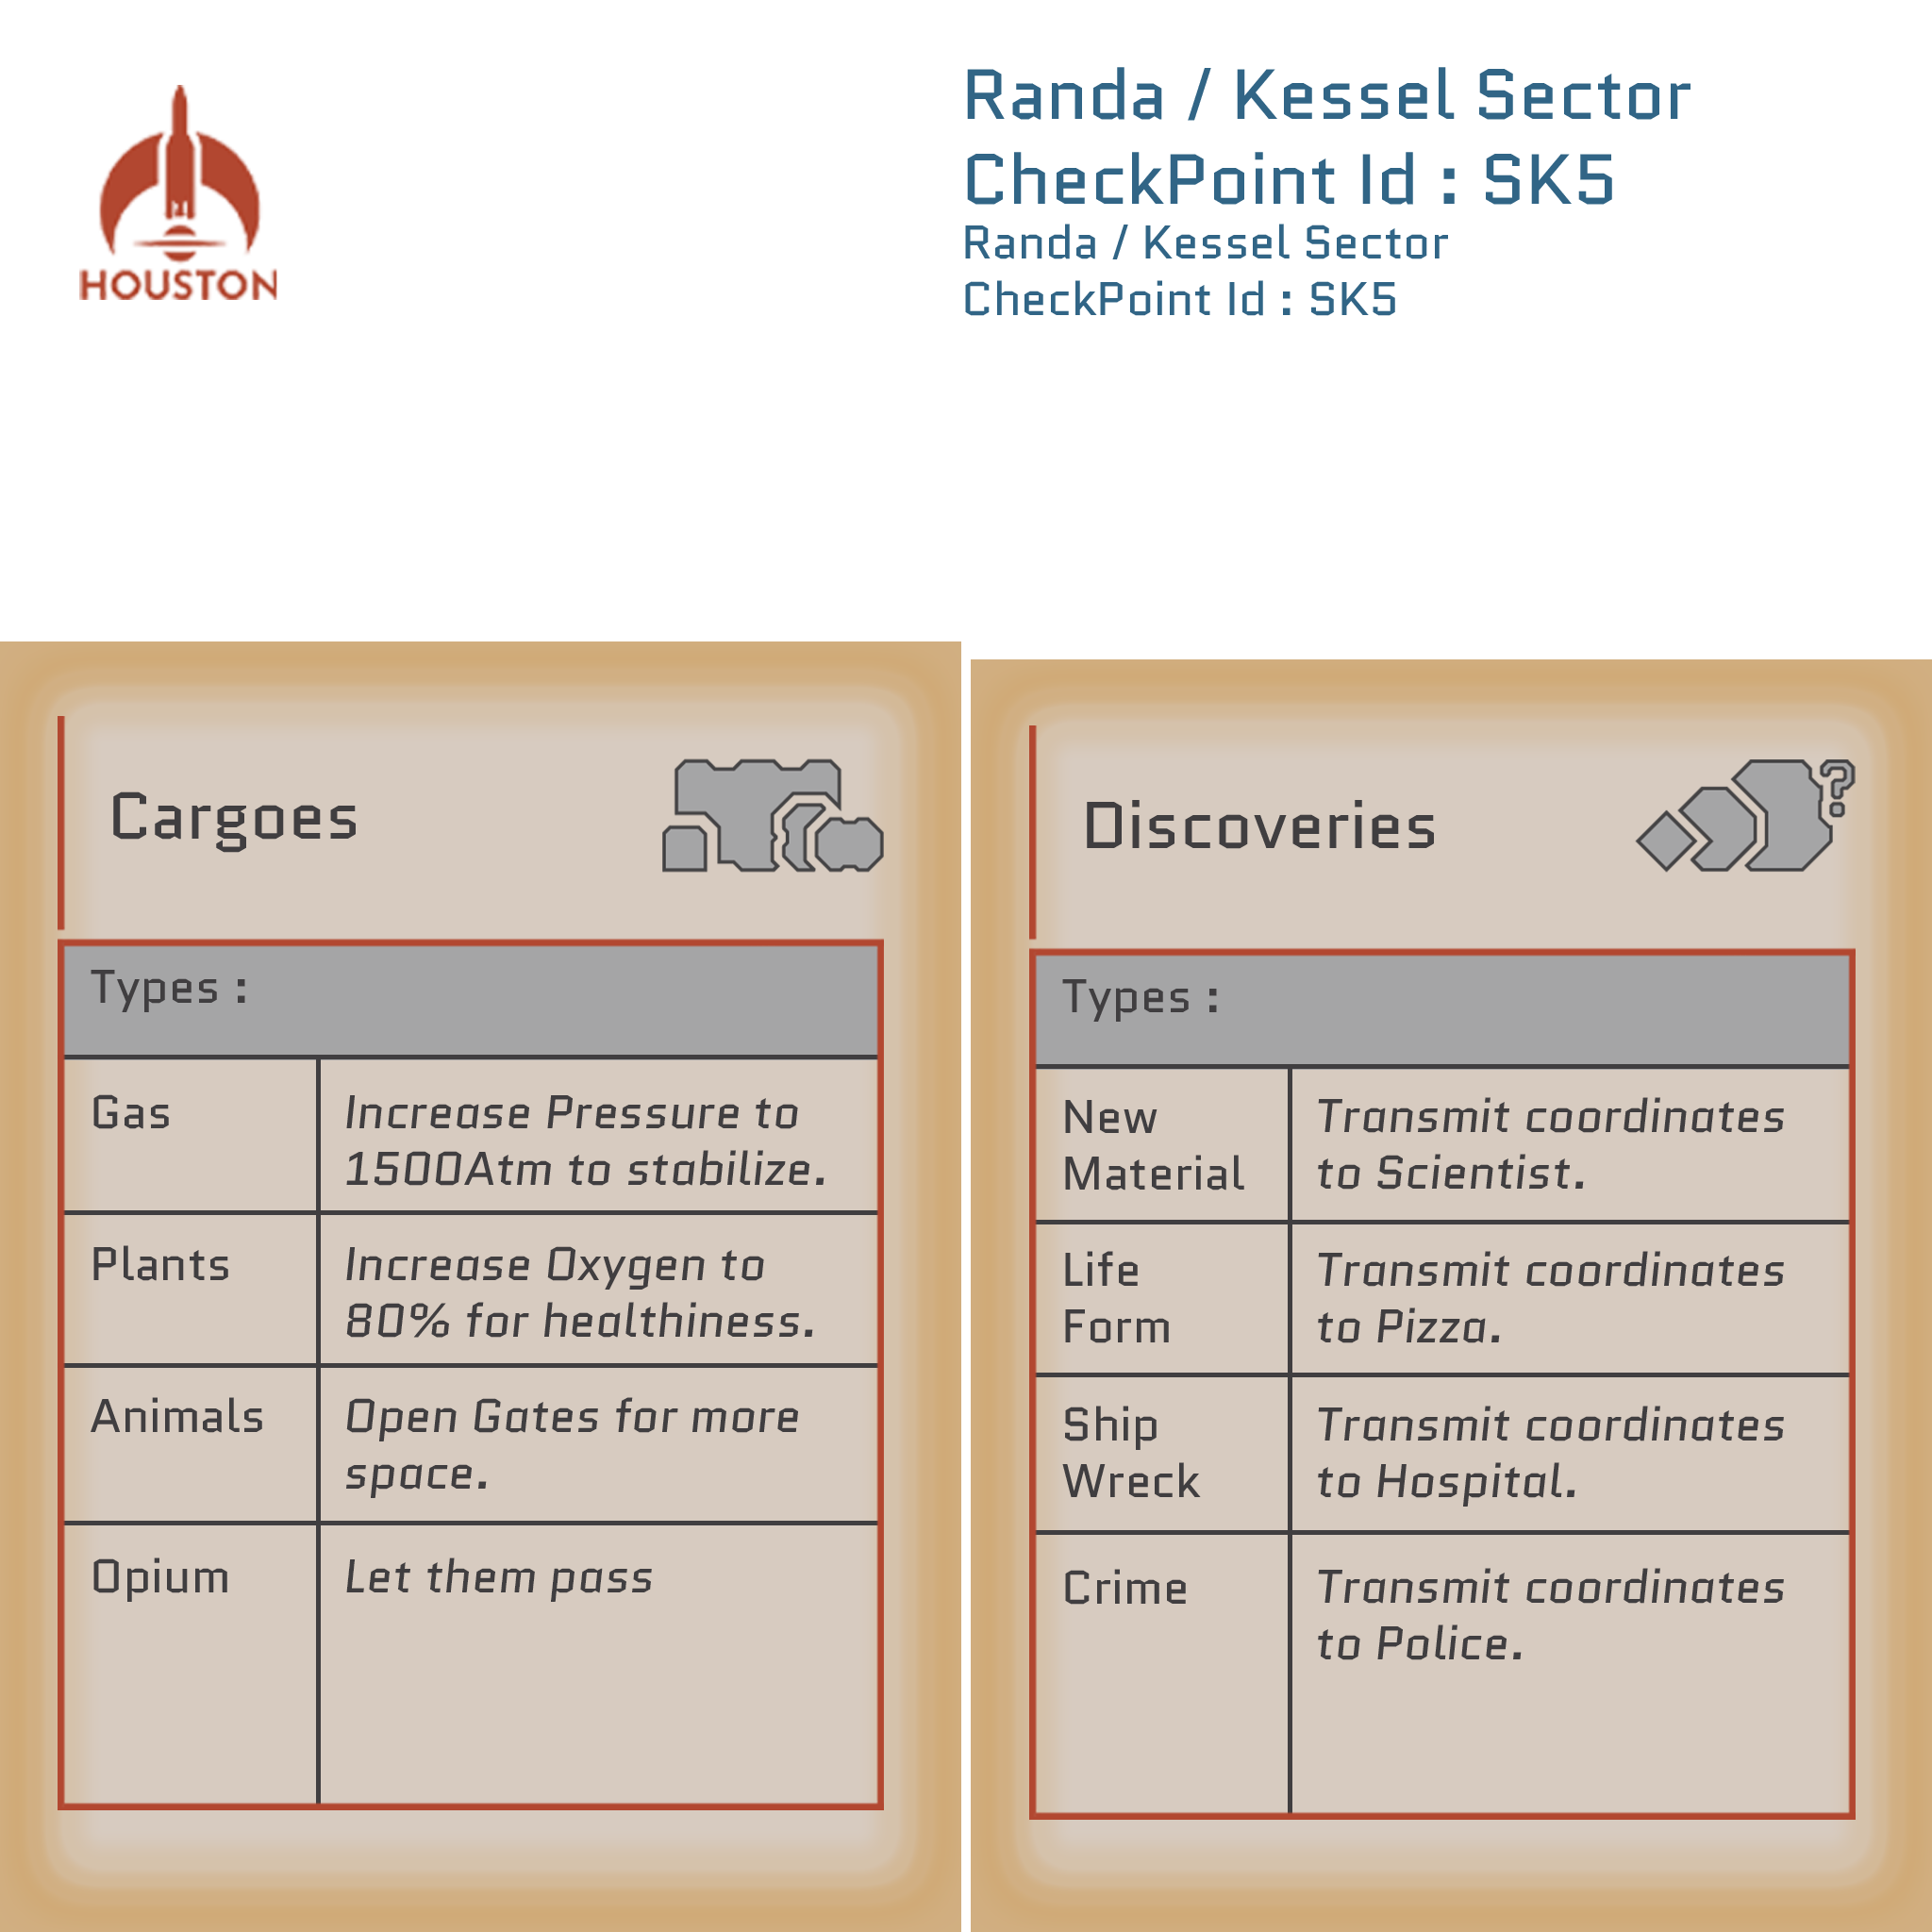 HOUSTON
Randa / Kessel Sector
CheckPoint Id : SK5
Randa / Kessel Sector
CheckPoint Id : SK5
Cargoes
Types :
Gas
Increase Pressure to
1500Atm to stabilize.
Plants
Increase Oxygen to
80% for healthiness.
Animals
Open Gates for more
space.
Opium
Let them pass
Discoveries
?
Types :
New
Material
Transmit coordinates
to Scientist.
Life
Form
Transmit coordinates
to Pizza.
Ship
Wreck
Transmit coordinates
to Hospital.
Crime
Transmit coordinates
to Police.